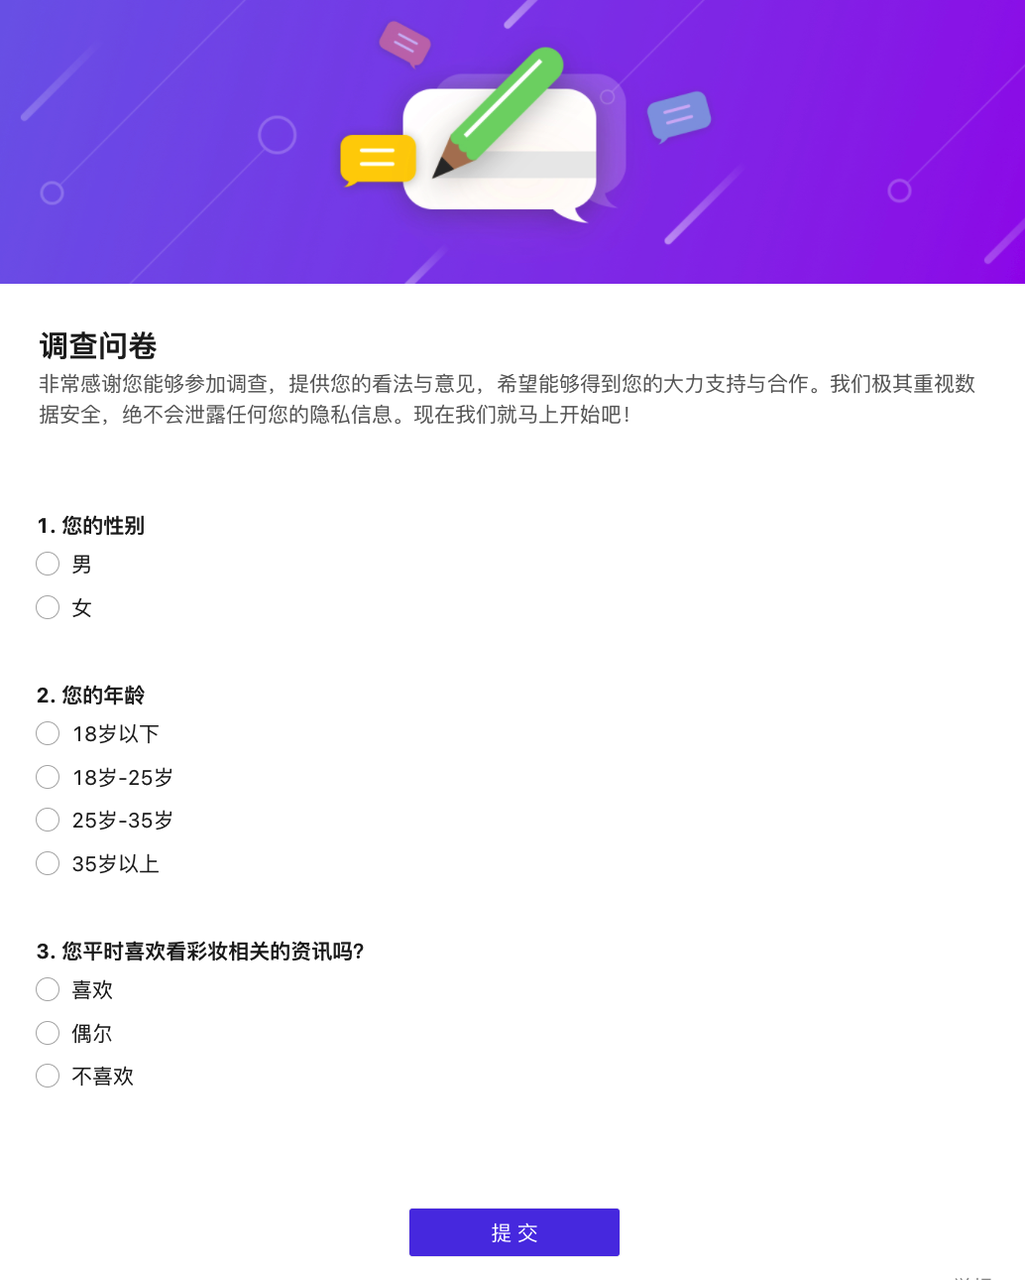 调查问卷
非常感谢您能够参加调查，提供您的看法与意见，希望能够得到您的大力支持与合作。我们极其重视数
据安全，绝不会泄露任何您的隐私信息。现在我们就马上开始吧！
1. 您的性别
男
女
2. 您的年龄
18岁以下
18岁-25岁
25岁-35岁
35岁以上
3. 您平时喜欢看彩妆相关的资讯吗?
喜欢
偶尔
不喜欢
提 交